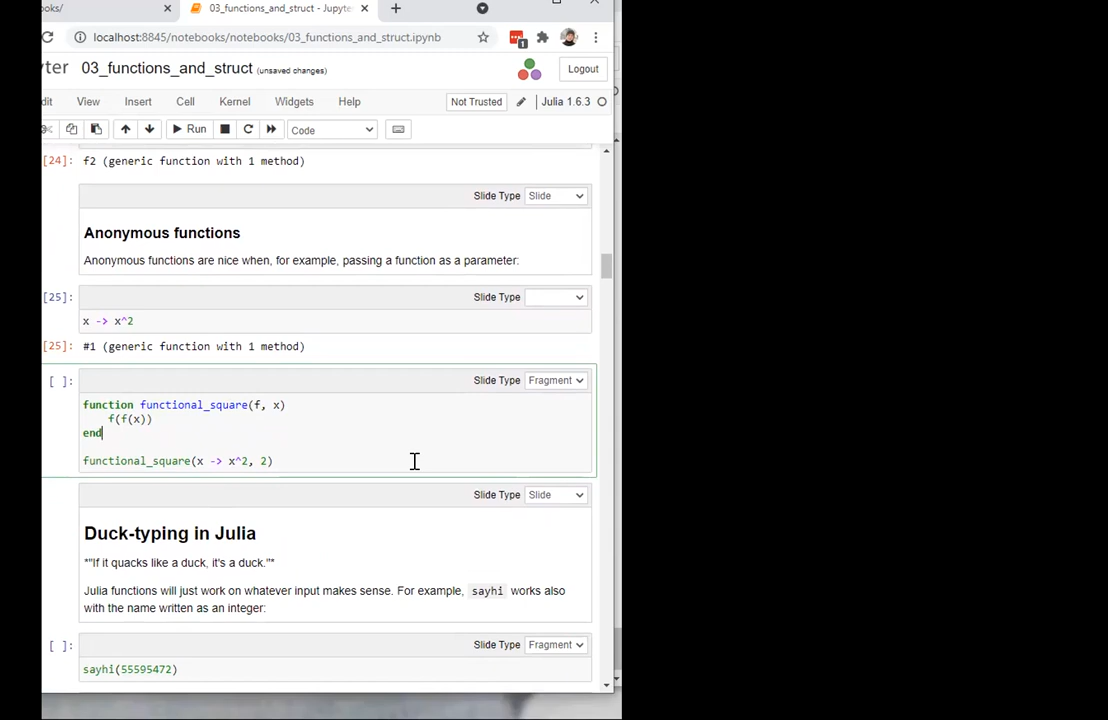 ooks/ × 03_functions_and_struct - Jupyte × +
localhost:8845/notebooks/notebooks/03_functions_and_struct.ipynb 1
yter 03_functions_and_struct (unsaved changes) Logout
dit View Insert Cell Kernel Widgets Help Not Trusted Julia 1.6.3
Run Code
[24]: f2 (generic function with 1 method)
Slide Type Slide
Anonymous functions
Anonymous functions are nice when, for example, passing a function as a parameter:
[25]: Slide Type
x -> x^2
[25]: #1 (generic function with 1 method)
[ ]: Slide Type Fragment
function functional_square(f, x)
f(f(x))
end
functional_square(x -> x^2, 2)
Slide Type Slide
Duck-typing in Julia
*"If it quacks like a duck, it's a duck."*
Julia functions will just work on whatever input makes sense. For example, sayhi works also
with the name written as an integer:
[ ]: Slide Type Fragment
sayhi(55595472)